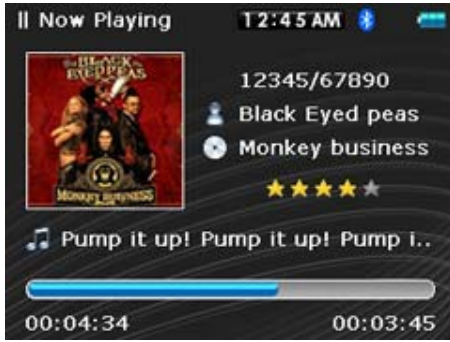 Now Playing 12:45 AM
THE BLACK EYED PEAS
MONKEY BUSINESS
12345/67890
Black Eyed peas
Monkey business
Pump it up! Pump it up! Pump i..
00:04:34 00:03:45